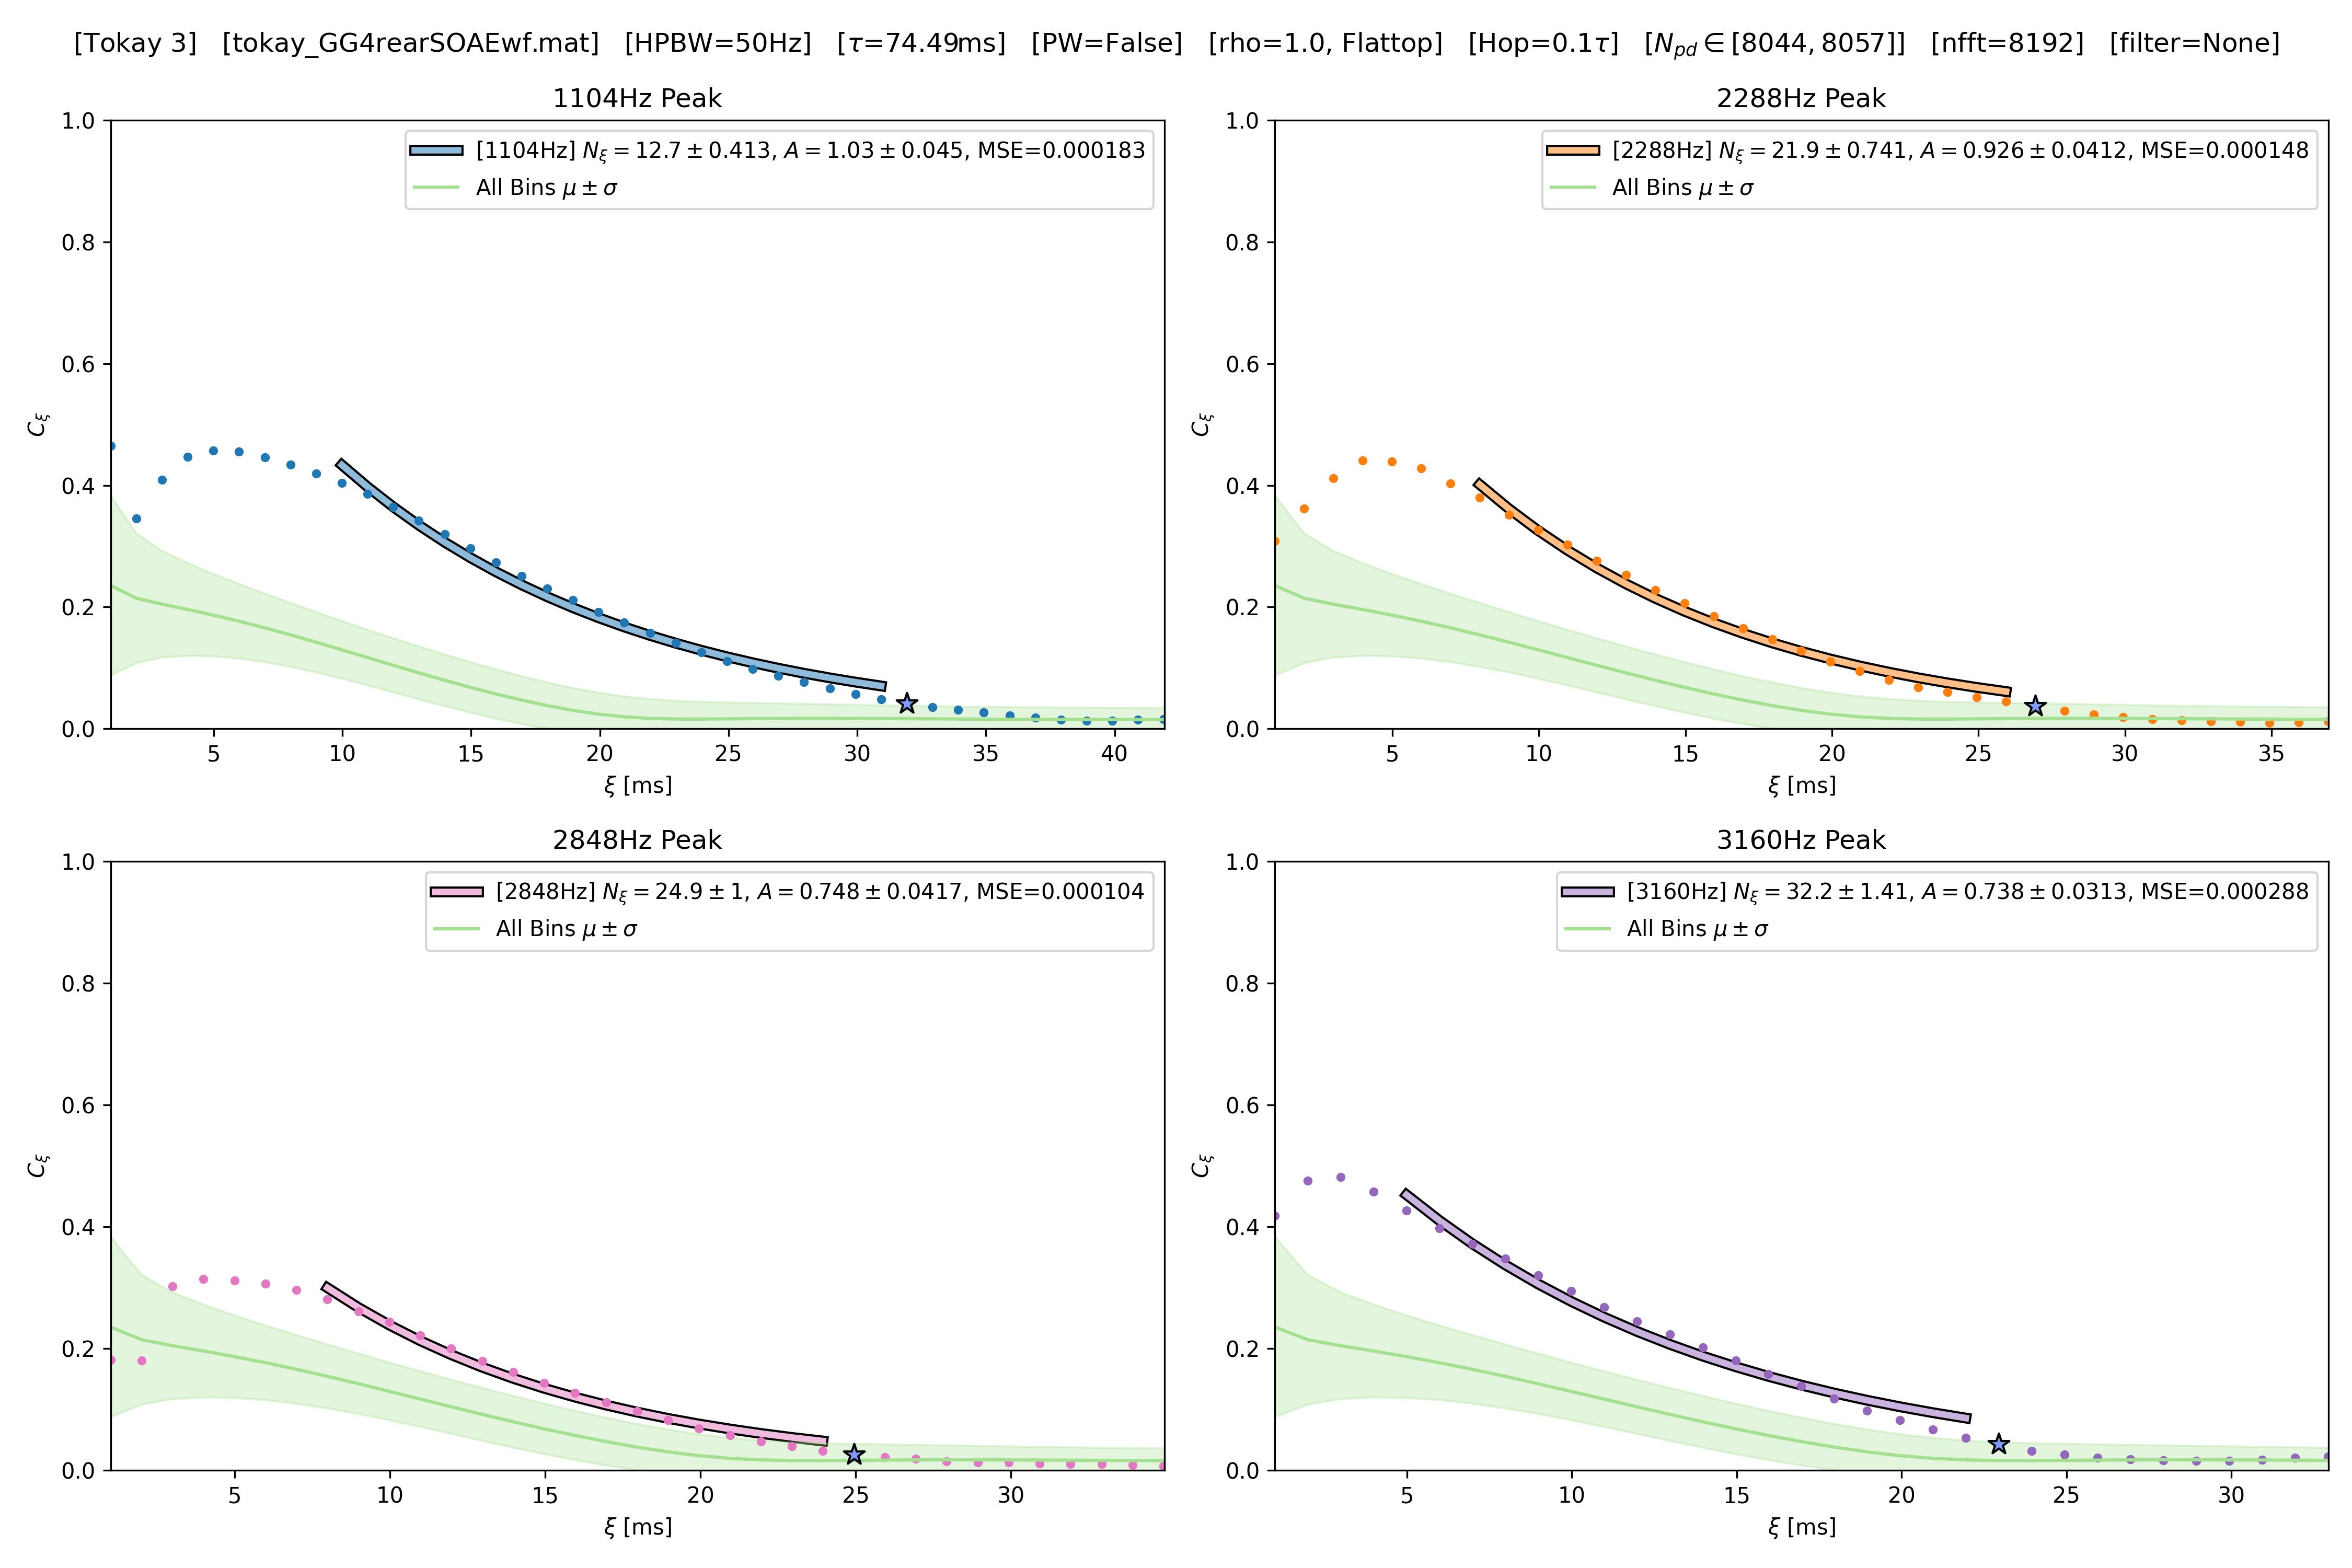 [Tokay 3]   [tokay_GG4rearSOAEwf.mat]   [HPBW=50Hz]   [τ=74.49ms]   [PW=False]   [rho=1.0, Flattop]   [Hop=0.1τ]   [N_pd ∈ [8044, 8057]]   [nfft=8192]   [filter=None]
1104Hz Peak
[1104Hz] N_ξ = 12.7 ± 0.413, A = 1.03 ± 0.045, MSE=0.000183
All Bins μ ± σ
1.0
0.8
0.6
0.4
0.2
0.0
C_ξ
5 10 15 20 25 30 35 40
ξ [ms]
2288Hz Peak
[2288Hz] N_ξ = 21.9 ± 0.741, A = 0.926 ± 0.0412, MSE=0.000148
All Bins μ ± σ
1.0
0.8
0.6
0.4
0.2
0.0
C_ξ
5 10 15 20 25 30 35
ξ [ms]
2848Hz Peak
[2848Hz] N_ξ = 24.9 ± 1, A = 0.748 ± 0.0417, MSE=0.000104
All Bins μ ± σ
1.0
0.8
0.6
0.4
0.2
0.0
C_ξ
5 10 15 20 25 30
ξ [ms]
3160Hz Peak
[3160Hz] N_ξ = 32.2 ± 1.41, A = 0.738 ± 0.0313, MSE=0.000288
All Bins μ ± σ
1.0
0.8
0.6
0.4
0.2
0.0
C_ξ
5 10 15 20 25 30
ξ [ms]